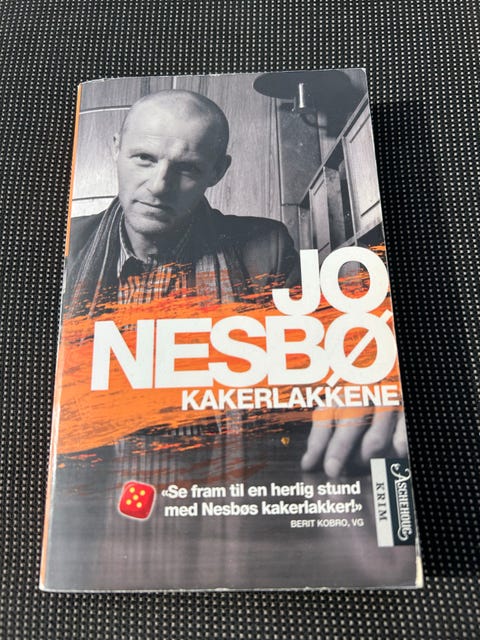 JO
NESBØ
KAKERLAKKENE
«Se fram til en herlig stund
med Nesbøs kakerlakker!»
BERIT KOBRO, VG
ASCHEHOUG
KRIM